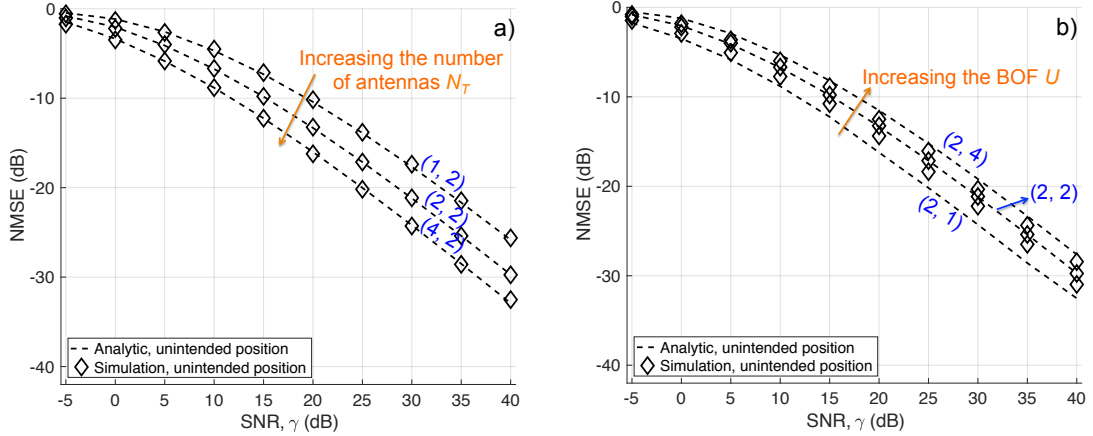 a)
0
-10
-20
-30
-40
NMSE (dB)
Increasing the number
of antennas N_T
(1, 2)
(2, 2)
(4, 2)
Analytic, unintended position
Simulation, unintended position
-5 0 5 10 15 20 25 30 35 40
SNR, γ (dB)
b)
0
-10
-20
-30
-40
NMSE (dB)
Increasing the BOF U
(2, 4)
(2, 2)
(2, 1)
Analytic, unintended position
Simulation, unintended position
-5 0 5 10 15 20 25 30 35 40
SNR, γ (dB)